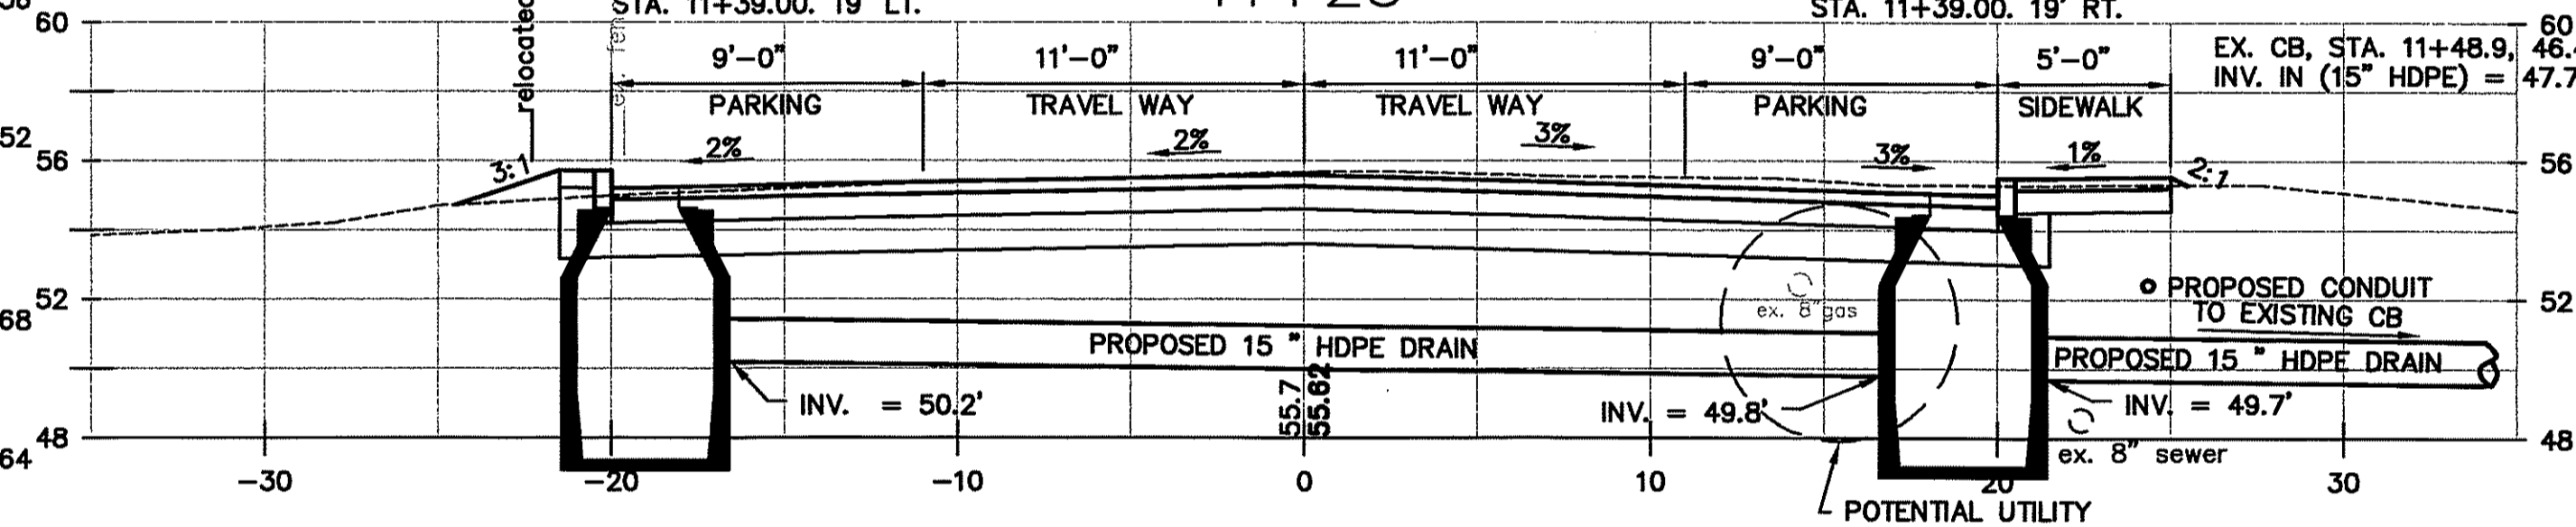 60
STA. 11+39.00. 19' LT.
STA. 11+39.00. 19' RT.
60
relocated
9'-0"
11'-0"
11'-0"
9'-0"
5'-0"
EX. CB, STA. 11+48.9, 46.
INV. IN (15" HDPE) = 47.7
PARKING
TRAVEL WAY
TRAVEL WAY
PARKING
SIDEWALK
52
56
3:1
2%
2%
3%
3%
1%
2:1
56
52
68
ex. 8" gas
PROPOSED CONDUIT
TO EXISTING CB
52
PROPOSED 15 " HDPE DRAIN
PROPOSED 15 " HDPE DRAIN
INV. = 50.2'
55.7
55.62
INV. = 49.8'
INV. = 49.7'
48
64
ex. 8" sewer
48
-30
-20
-10
0
10
20
30
POTENTIAL UTILITY